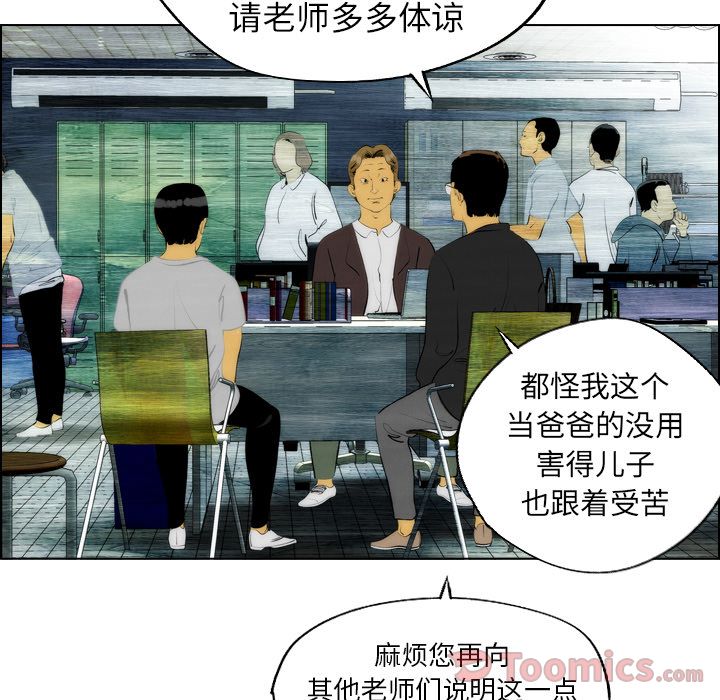 请老师多多体谅
都怪我这个
当爸爸的没用
害得儿子
也跟着受苦
麻烦您再向
其他老师们说明这一点
Toomics.com